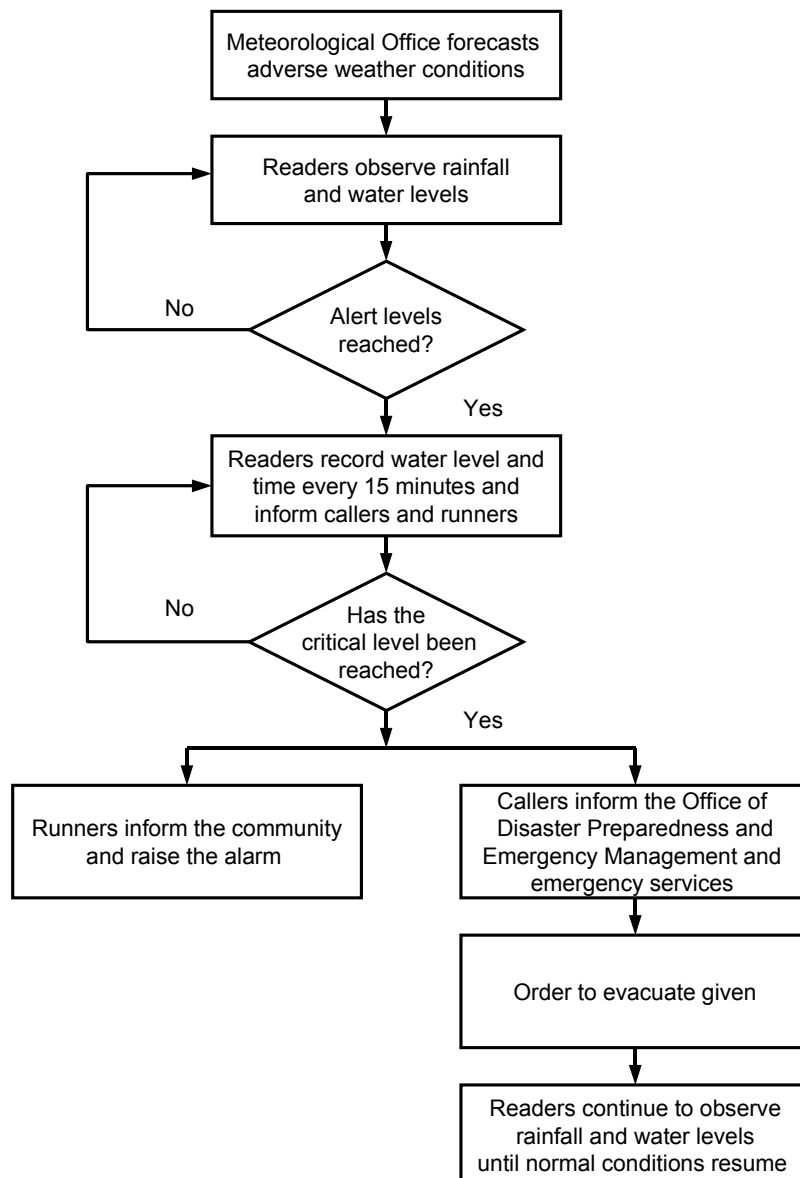 Meteorological Office forecasts
adverse weather conditions
Readers observe rainfall
and water levels
No
Alert levels
reached?
Yes
Readers record water level and
time every 15 minutes and
inform callers and runners
No
Has the
critical level been
reached?
Yes
Runners inform the community
and raise the alarm
Callers inform the Office of
Disaster Preparedness and
Emergency Management and
emergency services
Order to evacuate given
Readers continue to observe
rainfall and water levels
until normal conditions resume